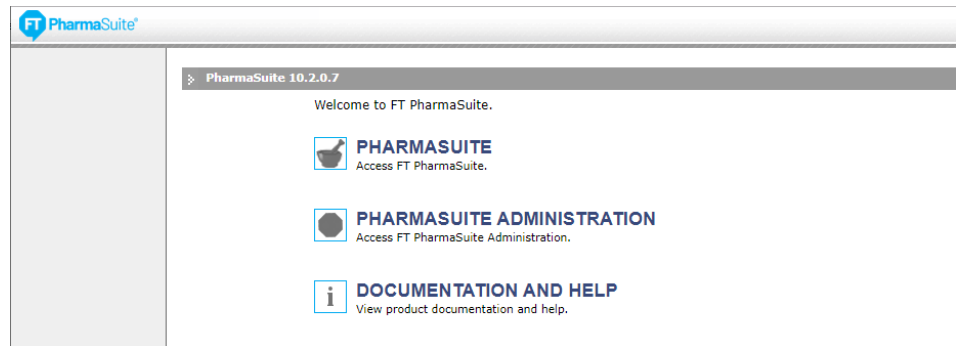 FT PharmaSuite®
PharmaSuite 10.2.0.7
Welcome to FT PharmaSuite.
PHARMASUITE
Access FT PharmaSuite.
PHARMASUITE ADMINISTRATION
Access FT PharmaSuite Administration.
i
DOCUMENTATION AND HELP
View product documentation and help.